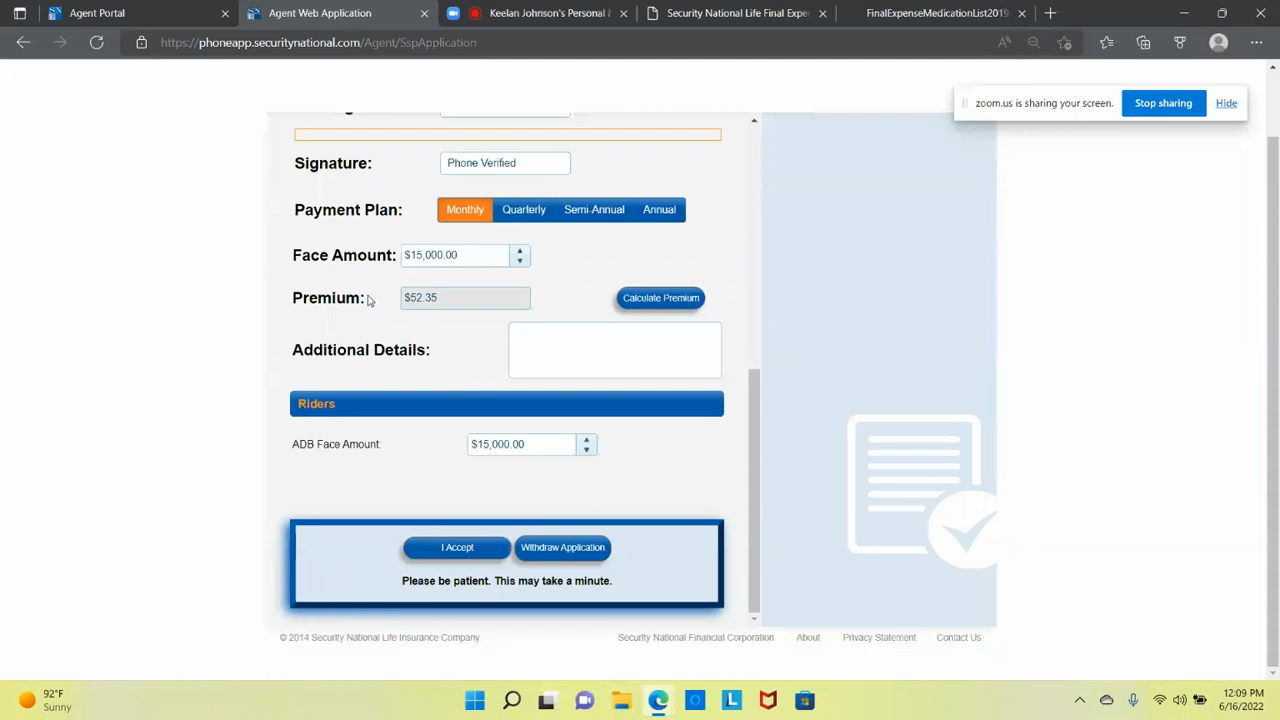 Agent Portal
Agent Web Application
Keelan Johnson's Personal
Security National Life Final Exp
FinalExpenseMedicationList2019
https://phoneapp.securitynational.com/Agent/SspApplication
zoom.us is sharing your screen.
Stop sharing
Hide
Signature:
Phone Verified
Payment Plan:
Monthly
Quarterly
Semi-Annual
Annual
Face Amount:
$15,000.00
Premium:
$52.35
Calculate Premium
Additional Details:
Riders
ADB Face Amount:
$15,000.00
I Accept
Withdraw Application
Please be patient. This may take a minute.
© 2014 Security National Life Insurance Company
Security National Financial Corporation
About
Privacy Statement
Contact Us
92°F
Sunny
12:09 PM
6/16/2022